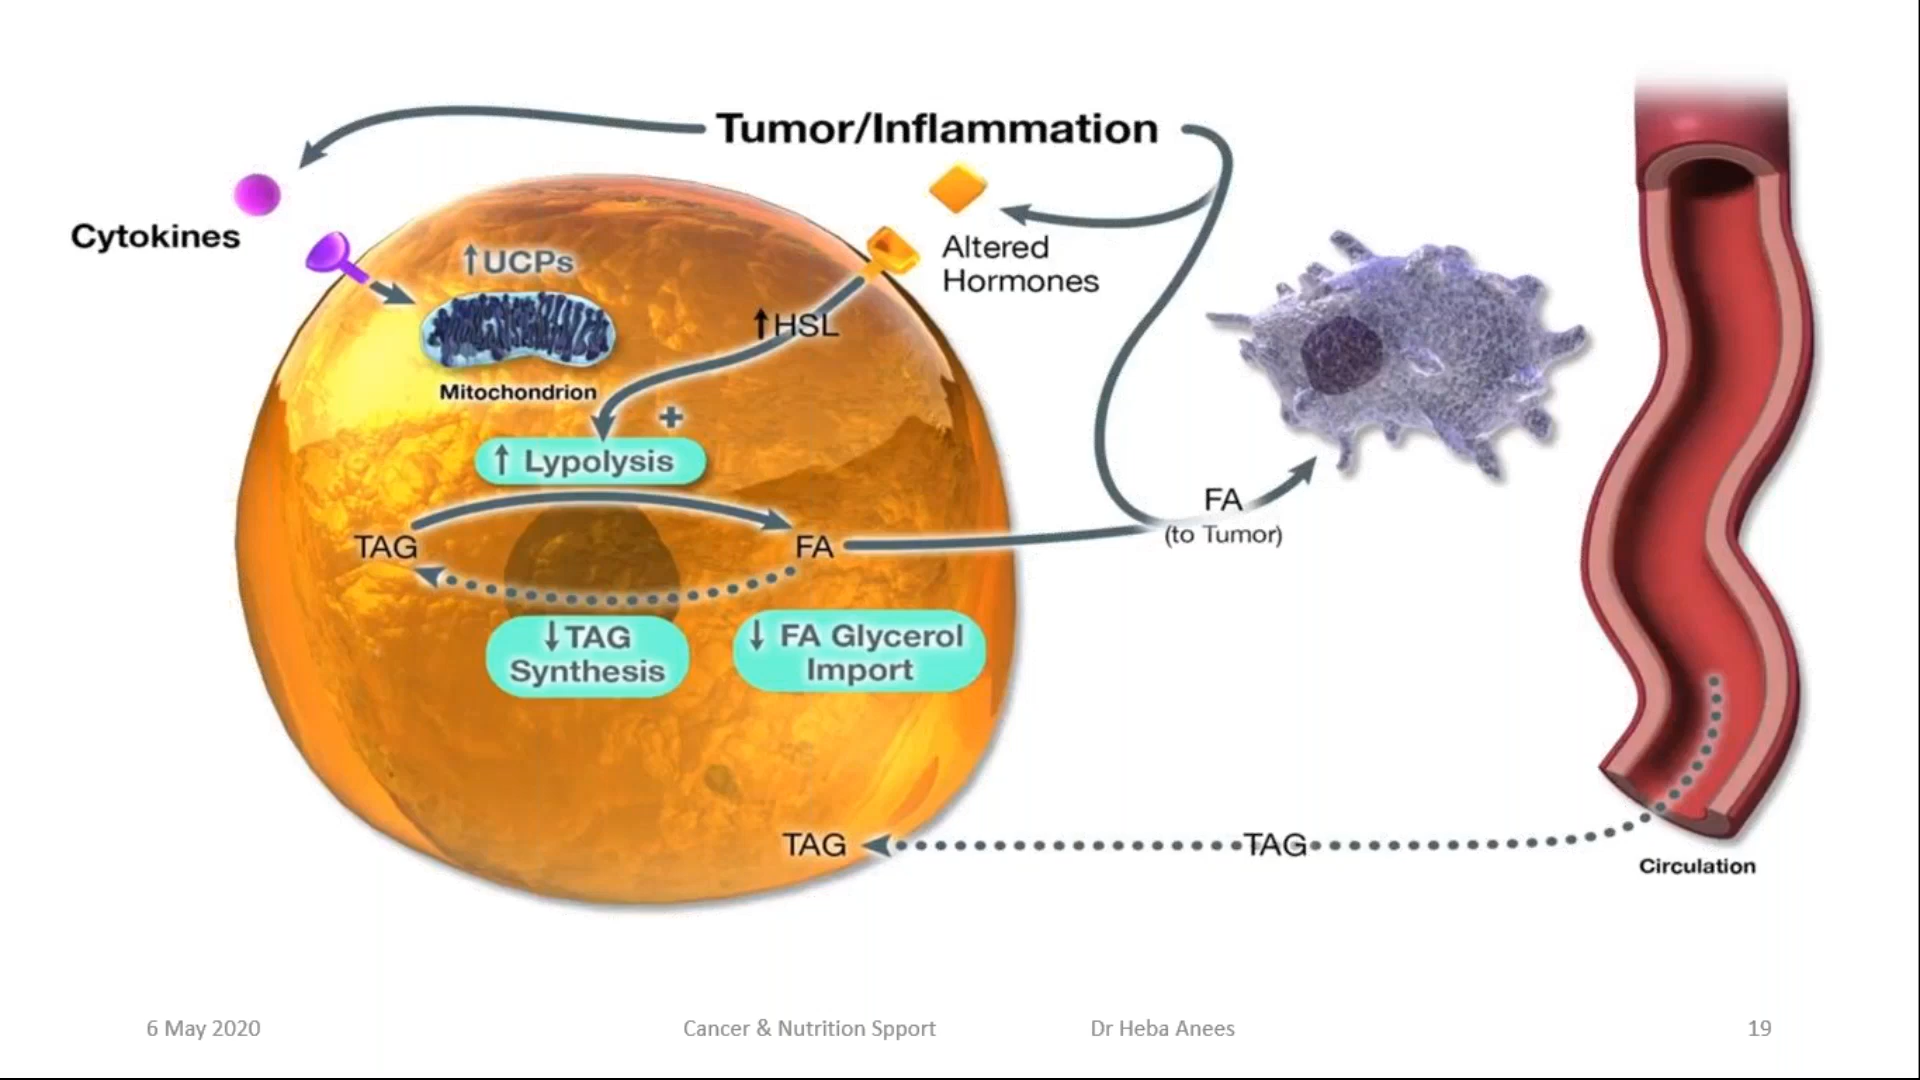 Tumor/Inflammation
Cytokines
↑UCPs
Mitochondrion
Altered
Hormones
↑HSL
+
↑ Lypolysis
TAG
FA
FA
(to Tumor)
↓TAG
Synthesis
↓ FA Glycerol
Import
TAG
TAG
Circulation
6 May 2020
Cancer & Nutrition Spport
Dr Heba Anees
19